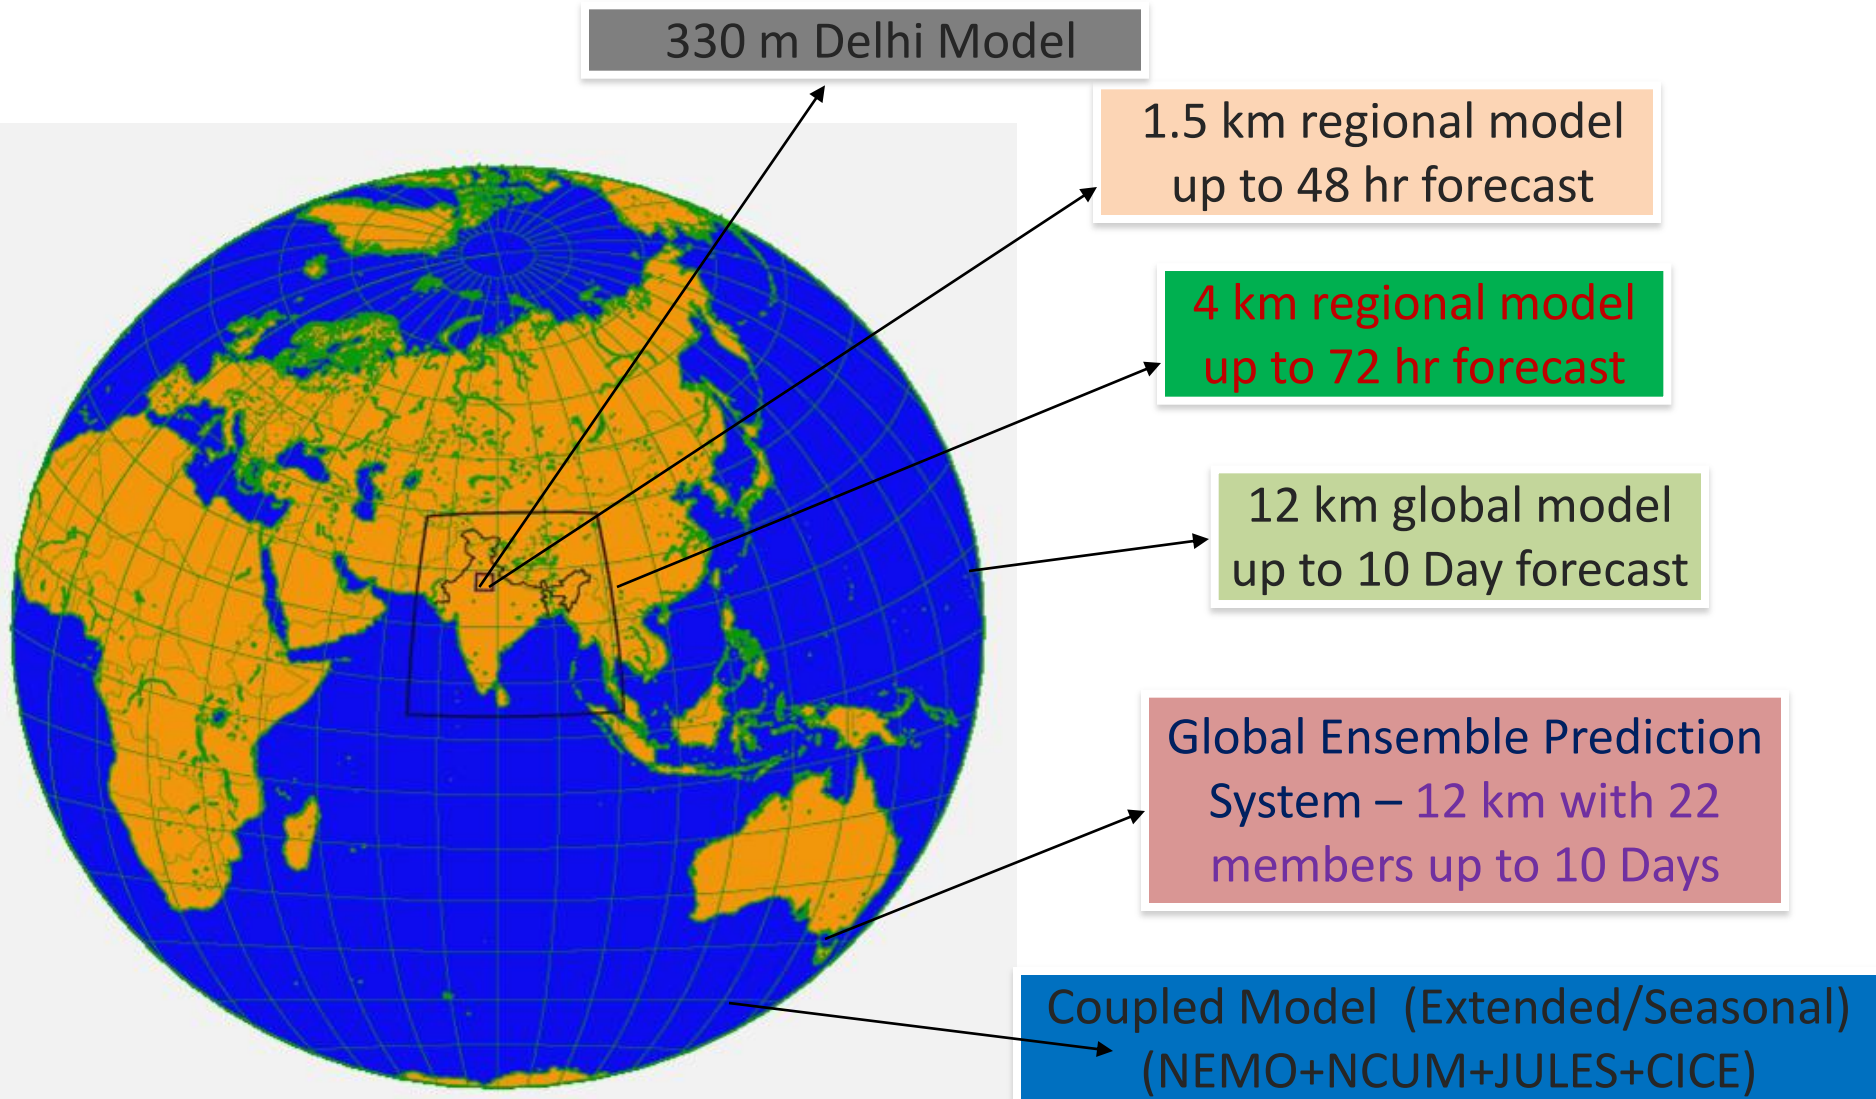 330 m Delhi Model
1.5 km regional model
up to 48 hr forecast
4 km regional model
up to 72 hr forecast
12 km global model
up to 10 Day forecast
Global Ensemble Prediction
System – 12 km with 22
members up to 10 Days
Coupled Model (Extended/Seasonal)
(NEMO+NCUM+JULES+CICE)